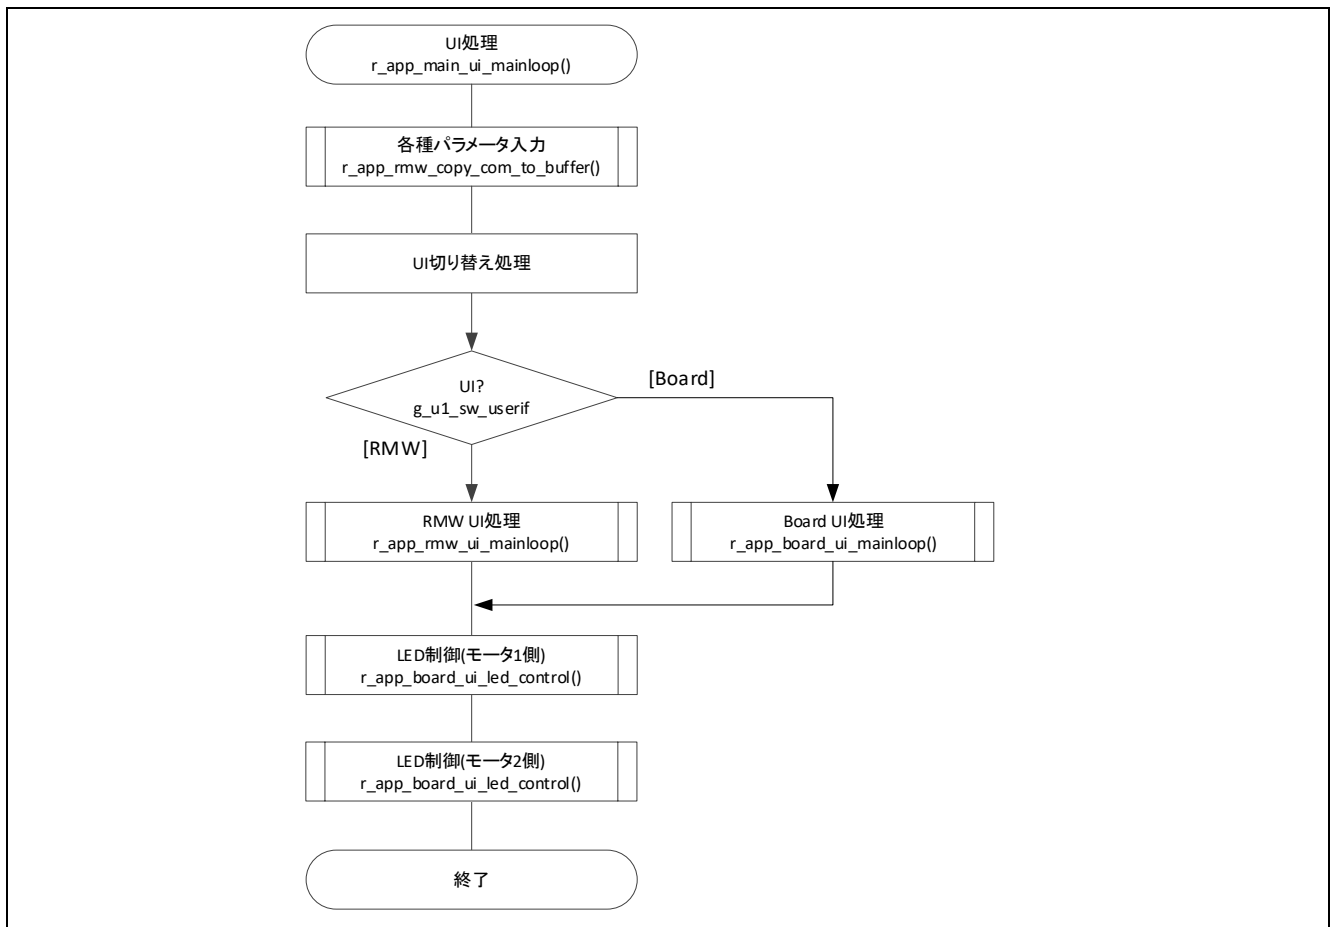 UI処理
r_app_main_ui_mainloop()
各種パラメータ入力
r_app_rmw_copy_com_to_buffer()
UI切り替え処理
UI?
g_u1_sw_userif
[Board]
[RMW]
RMW UI処理
r_app_rmw_ui_mainloop()
Board UI処理
r_app_board_ui_mainloop()
LED制御(モータ1側)
r_app_board_ui_led_control()
LED制御(モータ2側)
r_app_board_ui_led_control()
終了